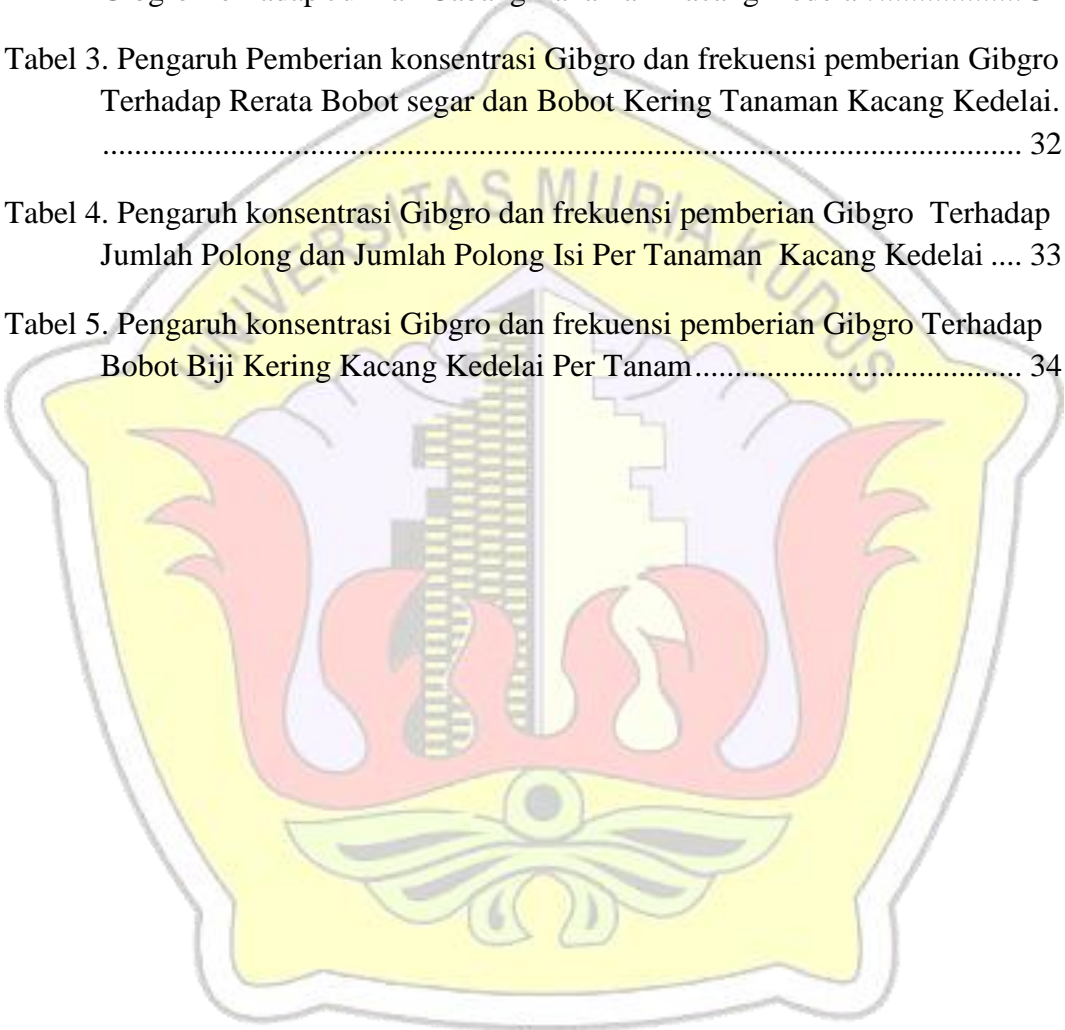 Tabel 3. Pengaruh Pemberian konsentrasi Gibgro dan frekuensi pemberian Gibgro
Terhadap Rerata Bobot segar dan Bobot Kering Tanaman Kacang Kedelai.
.................................................................................................................... 32
Tabel 4. Pengaruh konsentrasi Gibgro dan frekuensi pemberian Gibgro Terhadap
Jumlah Polong dan Jumlah Polong Isi Per Tanaman Kacang Kedelai .... 33
Tabel 5. Pengaruh konsentrasi Gibgro dan frekuensi pemberian Gibgro Terhadap
Bobot Biji Kering Kacang Kedelai Per Tanam......................................... 34
UNIVERSITAS MURIA KUDUS